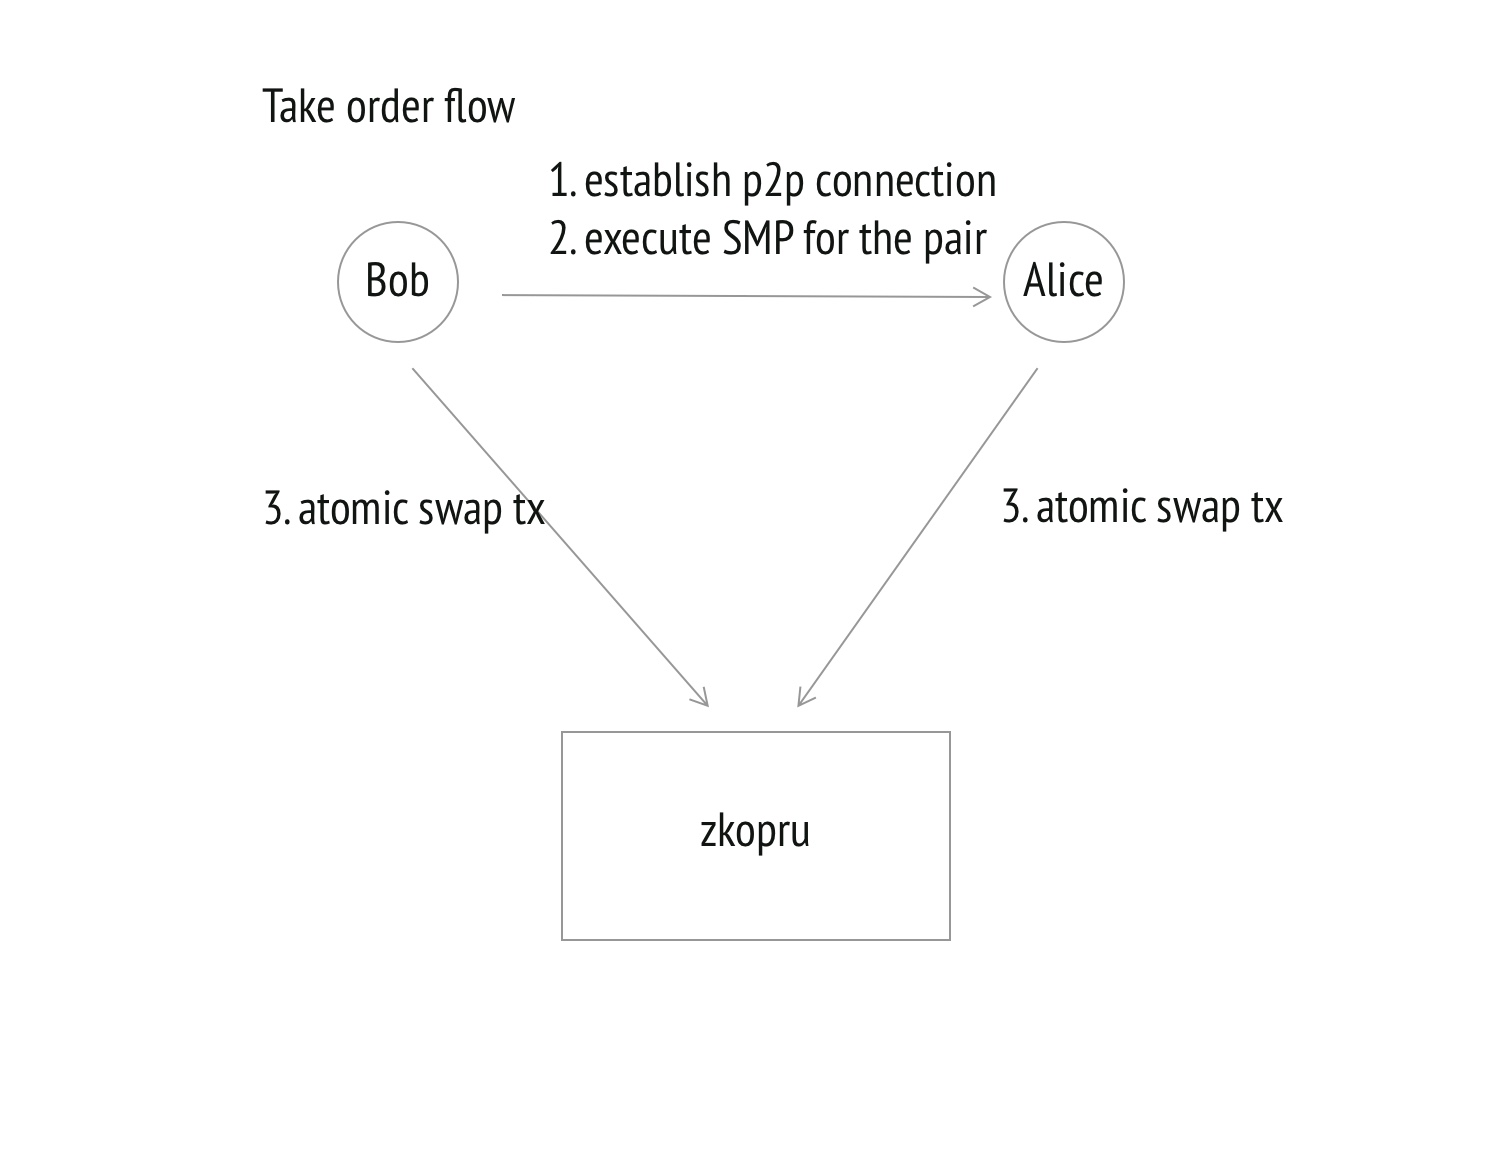 Take order flow
1. establish p2p connection
2. execute SMP for the pair
Bob
Alice
3. atomic swap tx
3. atomic swap tx
zkopru